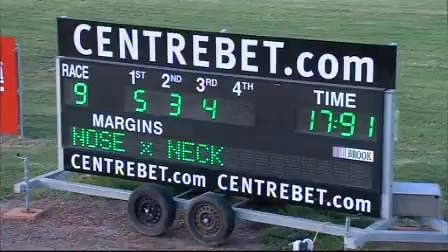 CENTREBET.com
RACE 1ST 2ND 3RD 4TH TIME
9 5 3 4 17:91
MARGINS
NOSE x NECK
BROOK
CENTREBET.com CENTREBET.com